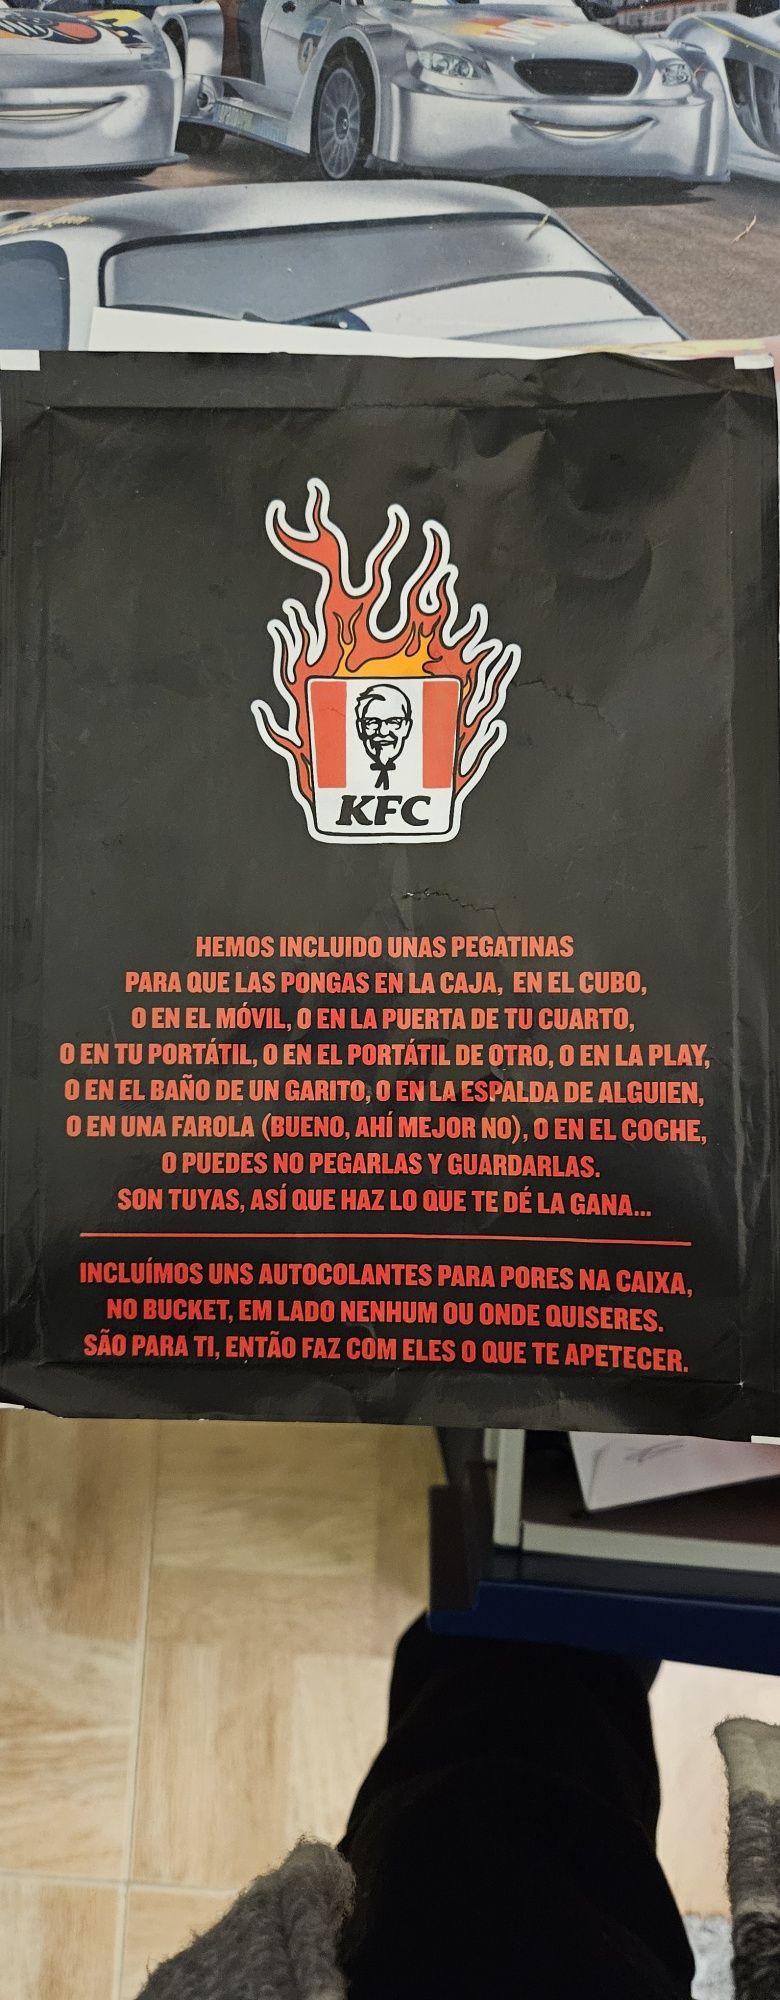 KFC
HEMOS INCLUIDO UNAS PEGATINAS
PARA QUE LAS PONGAS EN LA CAJA, EN EL CUBO,
O EN EL MÓVIL, O EN LA PUERTA DE TU CUARTO,
O EN TU PORTÁTIL, O EN EL PORTÁTIL DE OTRO, O EN LA PLAY,
O EN EL BAÑO DE UN GARITO, O EN LA ESPALDA DE ALGUIEN,
O EN UNA FAROLA (BUENO, AHÍ MEJOR NO), O EN EL COCHE,
O PUEDES NO PEGARLAS Y GUARDARLAS.
SON TUYAS, ASÍ QUE HAZ LO QUE TE DÉ LA GANA...
INCLUÍMOS UNS AUTOCOLANTES PARA PORES NA CAIXA,
NO BUCKET, EM LADO NENHUM OU ONDE QUISERES.
SÃO PARA TI, ENTÃO FAZ COM ELES O QUE TE APETECER.